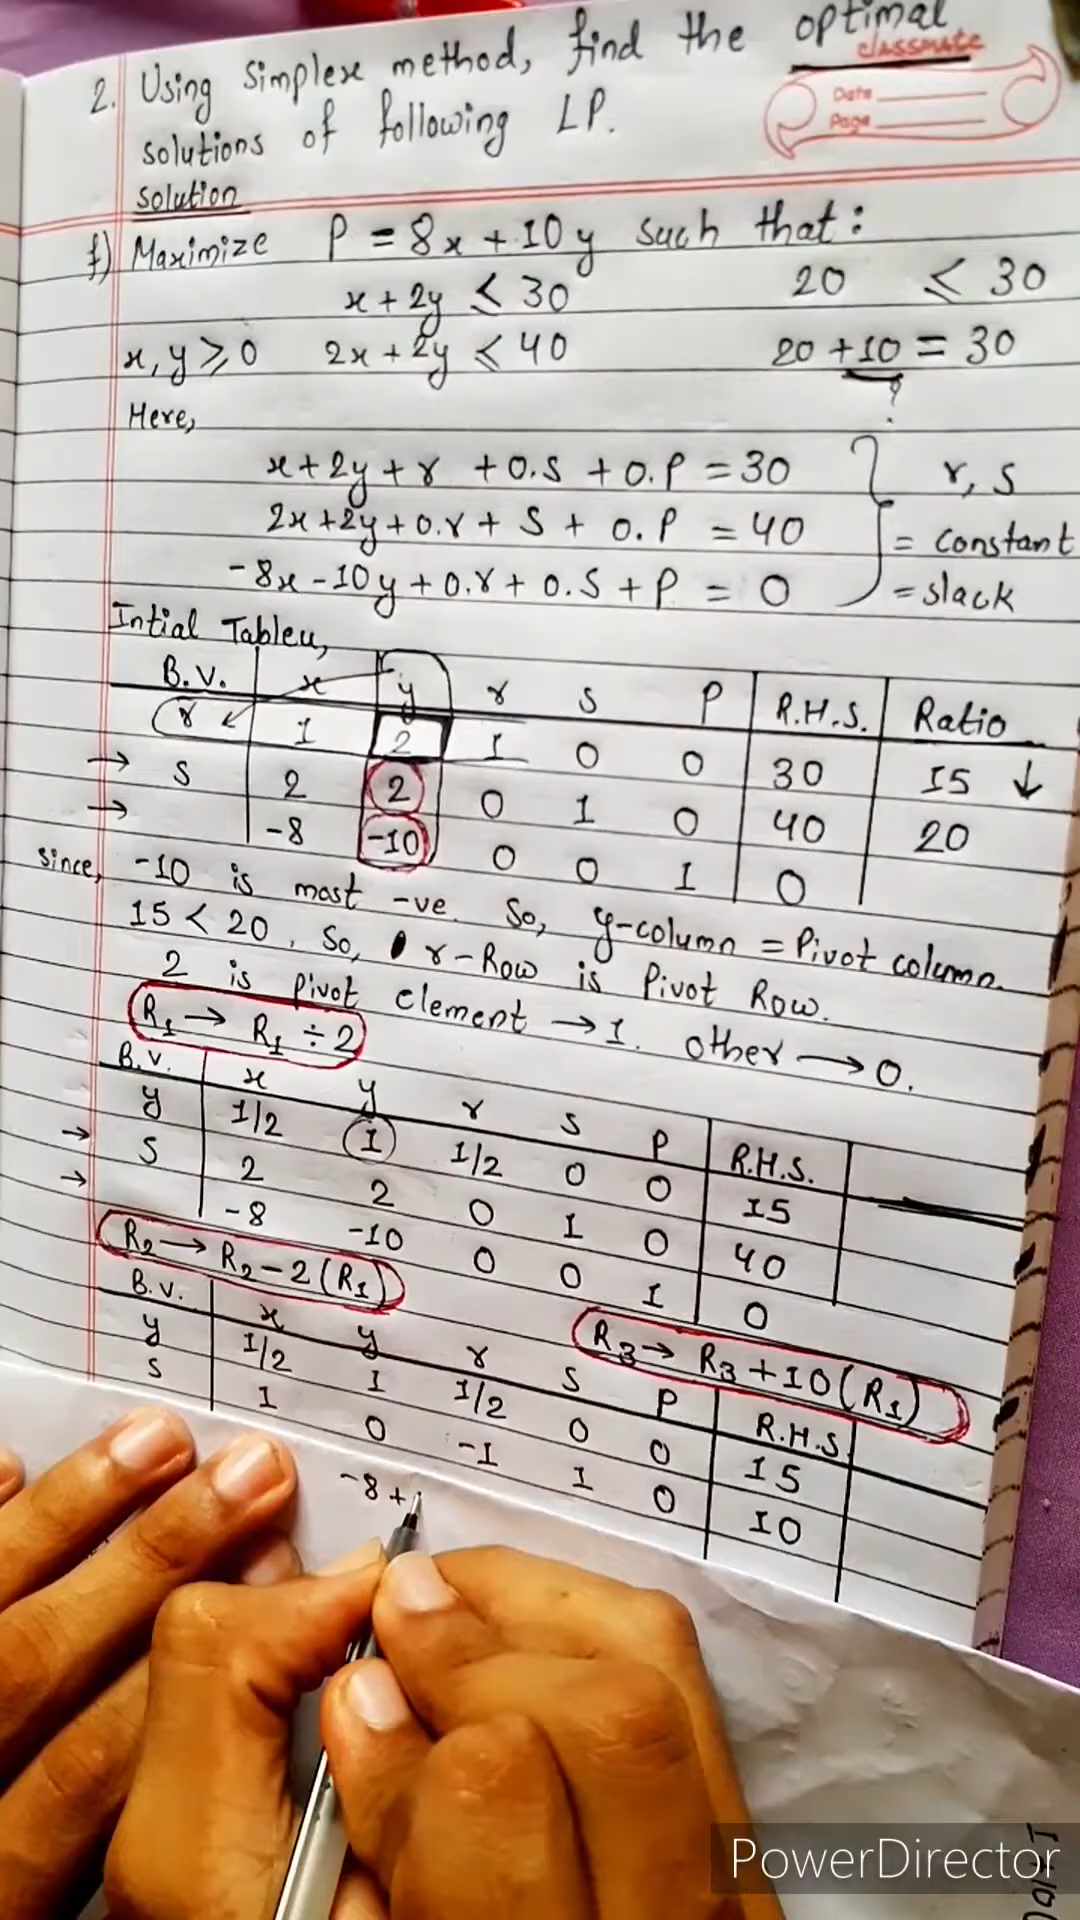 2. Using Simplex method, find the optimal
classmate
Date
Page
solutions of following LP.
solution
f) Maximize P = 8x + 10y such that :
x + 2y ≤ 30 20 ≤ 30
x, y ≥ 0 2x + 2y ≤ 40 20 + 10 = 30
?
Here,
x + 2y + r + 0.s + 0.P = 30 r, s
2x + 2y + 0.r + s + 0.P = 40 = constant
-8x - 10y + 0.r + 0.s + P = 0 = slack
Intial Tableu,
B.V. x y r s P R.H.S. Ratio
r ↙ 1 2 1 0 0 30 15 ↓
→ s 2 2 0 1 0 40 20
→ -8 -10 0 0 1 0
since, -10 is most -ve. So, y-column = Pivot column.
15 < 20. So, r-Row is Pivot Row.
2 is pivot element → 1. other → 0.
R1 → R1 ÷ 2
B.V. x y r s P R.H.S.
y 1/2 1 1/2 0 0 15
→ s 2 2 0 1 0 40
→ -8 -10 0 0 1 0
R2 → R2 - 2(R1) R3 → R3 + 10(R1)
B.V. x y r s P R.H.S.
y 1/2 1 1/2 0 0 15
s 1 0 -1 1 0 10
-8 +
PowerDirector